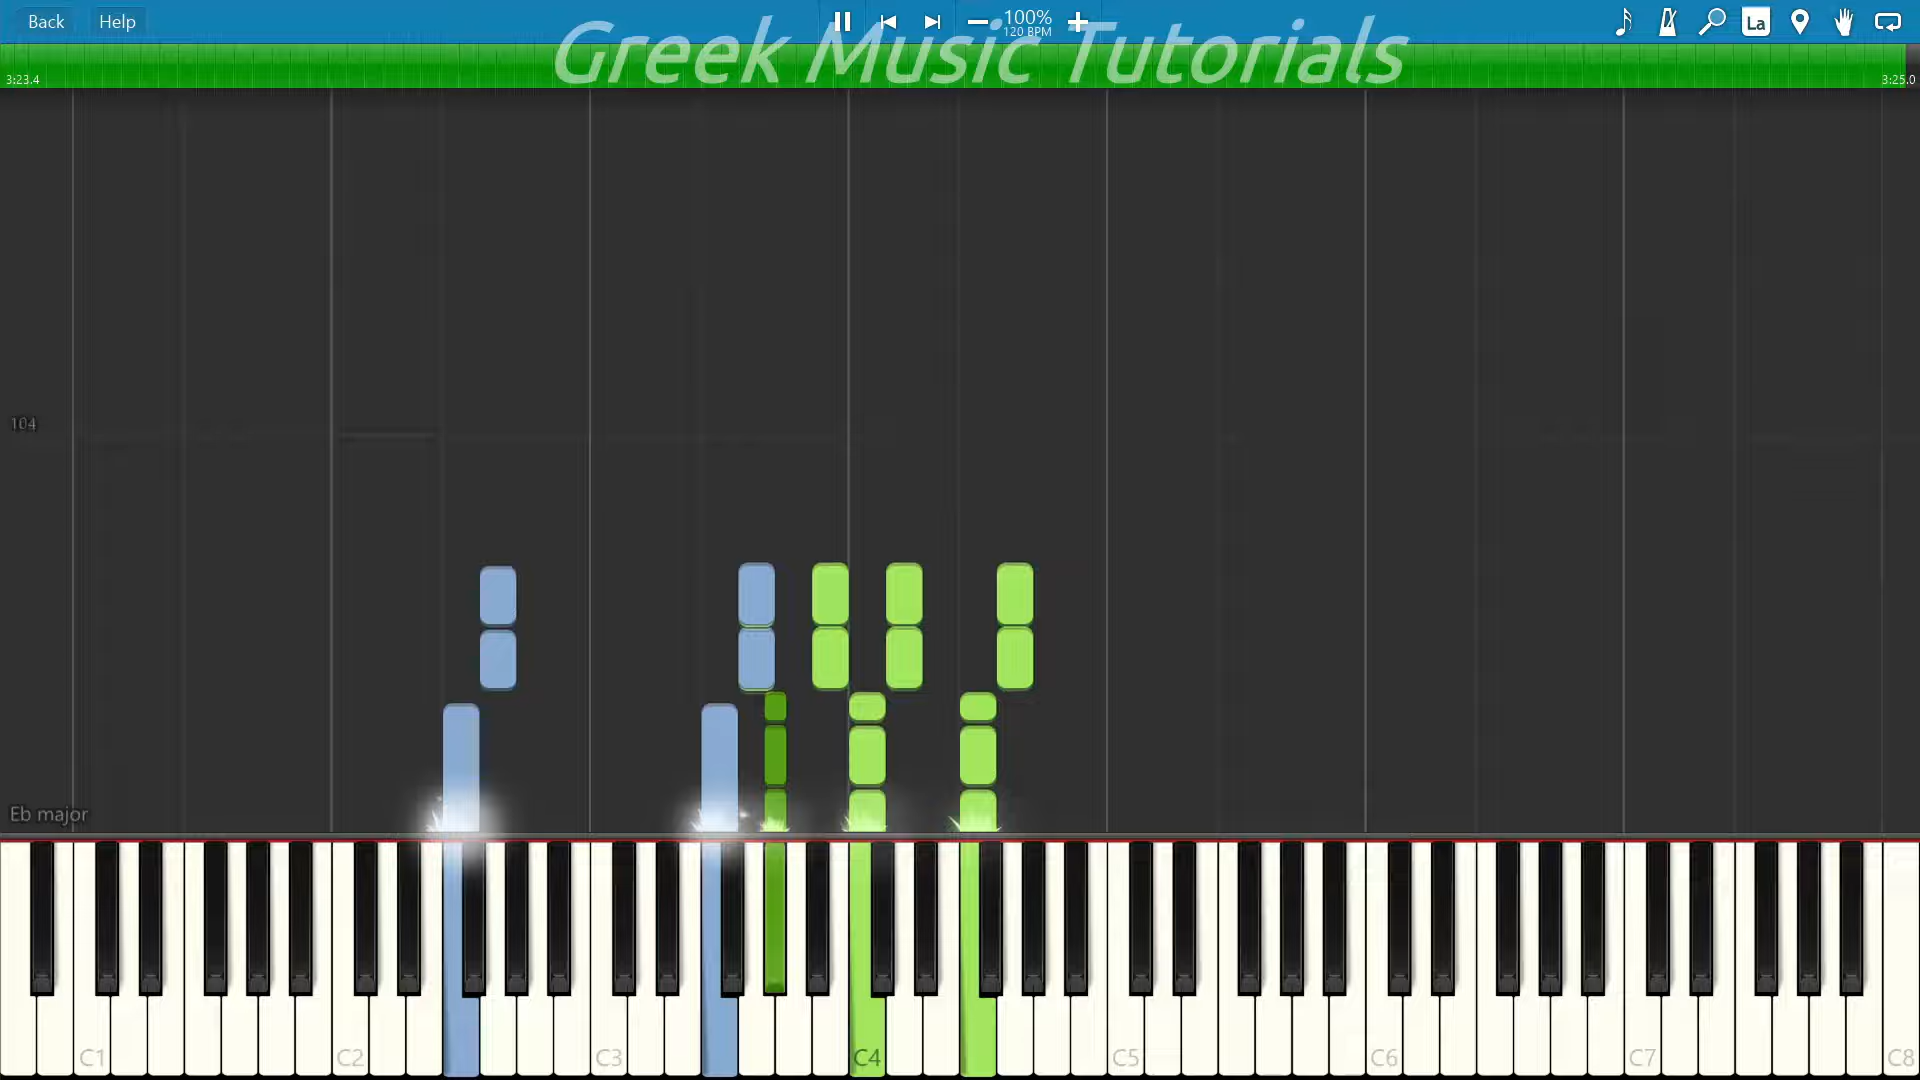 Back Help
100%
120 BPM
La
Greek Music Tutorials
3:23.4 3:25.0
104
Eb major
C1 C2 C3 C4 C5 C6 C7 C8